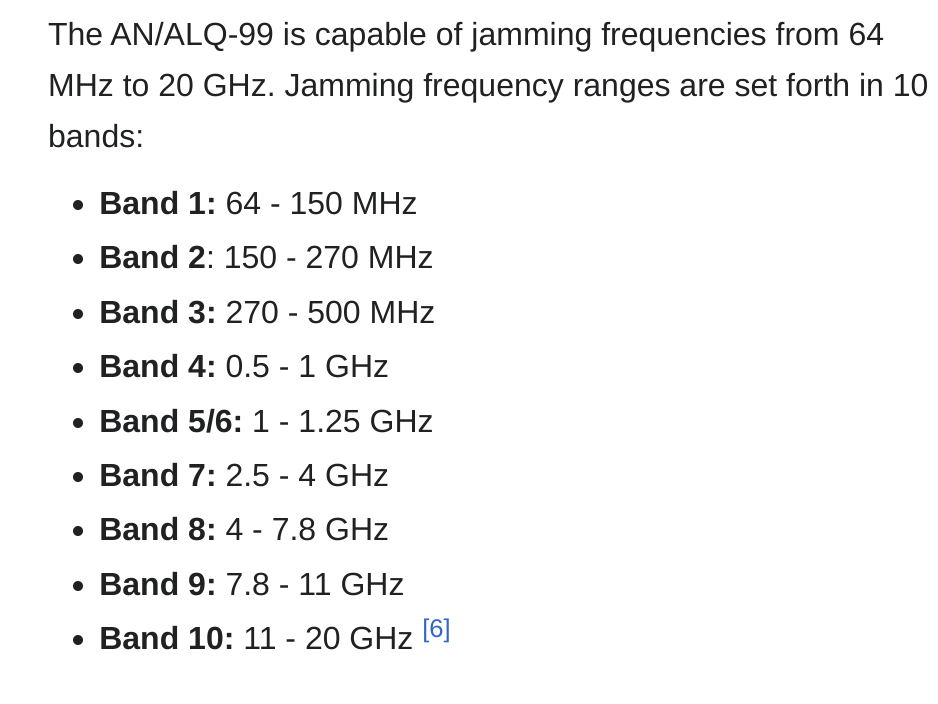 The AN/ALQ-99 is capable of jamming frequencies from 64
MHz to 20 GHz. Jamming frequency ranges are set forth in 10
bands:
• Band 1: 64 - 150 MHz
• Band 2: 150 - 270 MHz
• Band 3: 270 - 500 MHz
• Band 4: 0.5 - 1 GHz
• Band 5/6: 1 - 1.25 GHz
• Band 7: 2.5 - 4 GHz
• Band 8: 4 - 7.8 GHz
• Band 9: 7.8 - 11 GHz
• Band 10: 11 - 20 GHz [6]